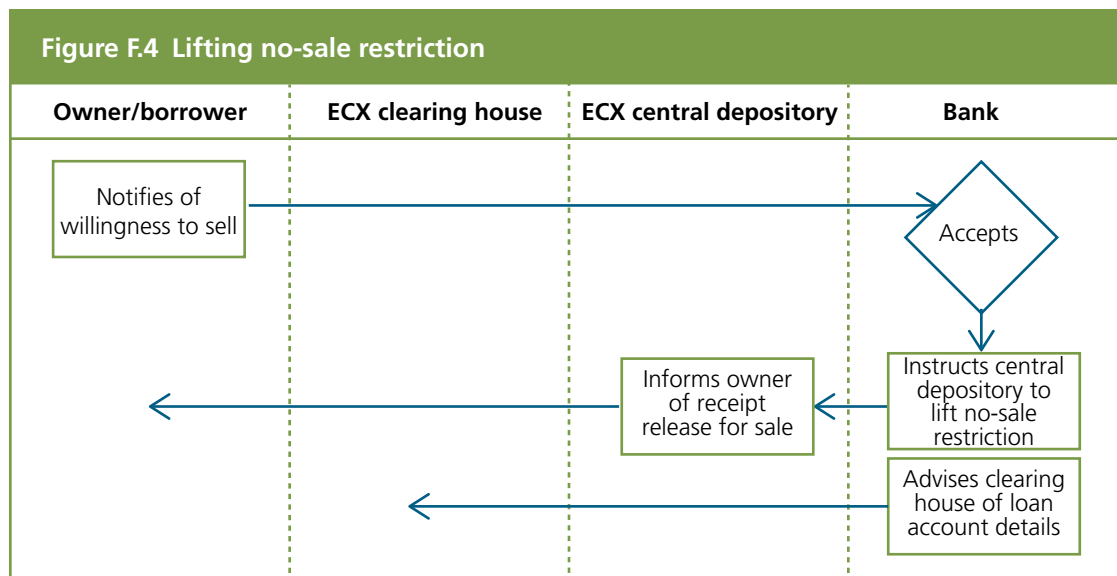 Figure F.4 Lifting no-sale restriction
Owner/borrower
ECX clearing house
ECX central depository
Bank
Notifies of
willingness to sell
Accepts
Informs owner
of receipt
release for sale
Instructs central
depository to
lift no-sale
restriction
Advises clearing
house of loan
account details